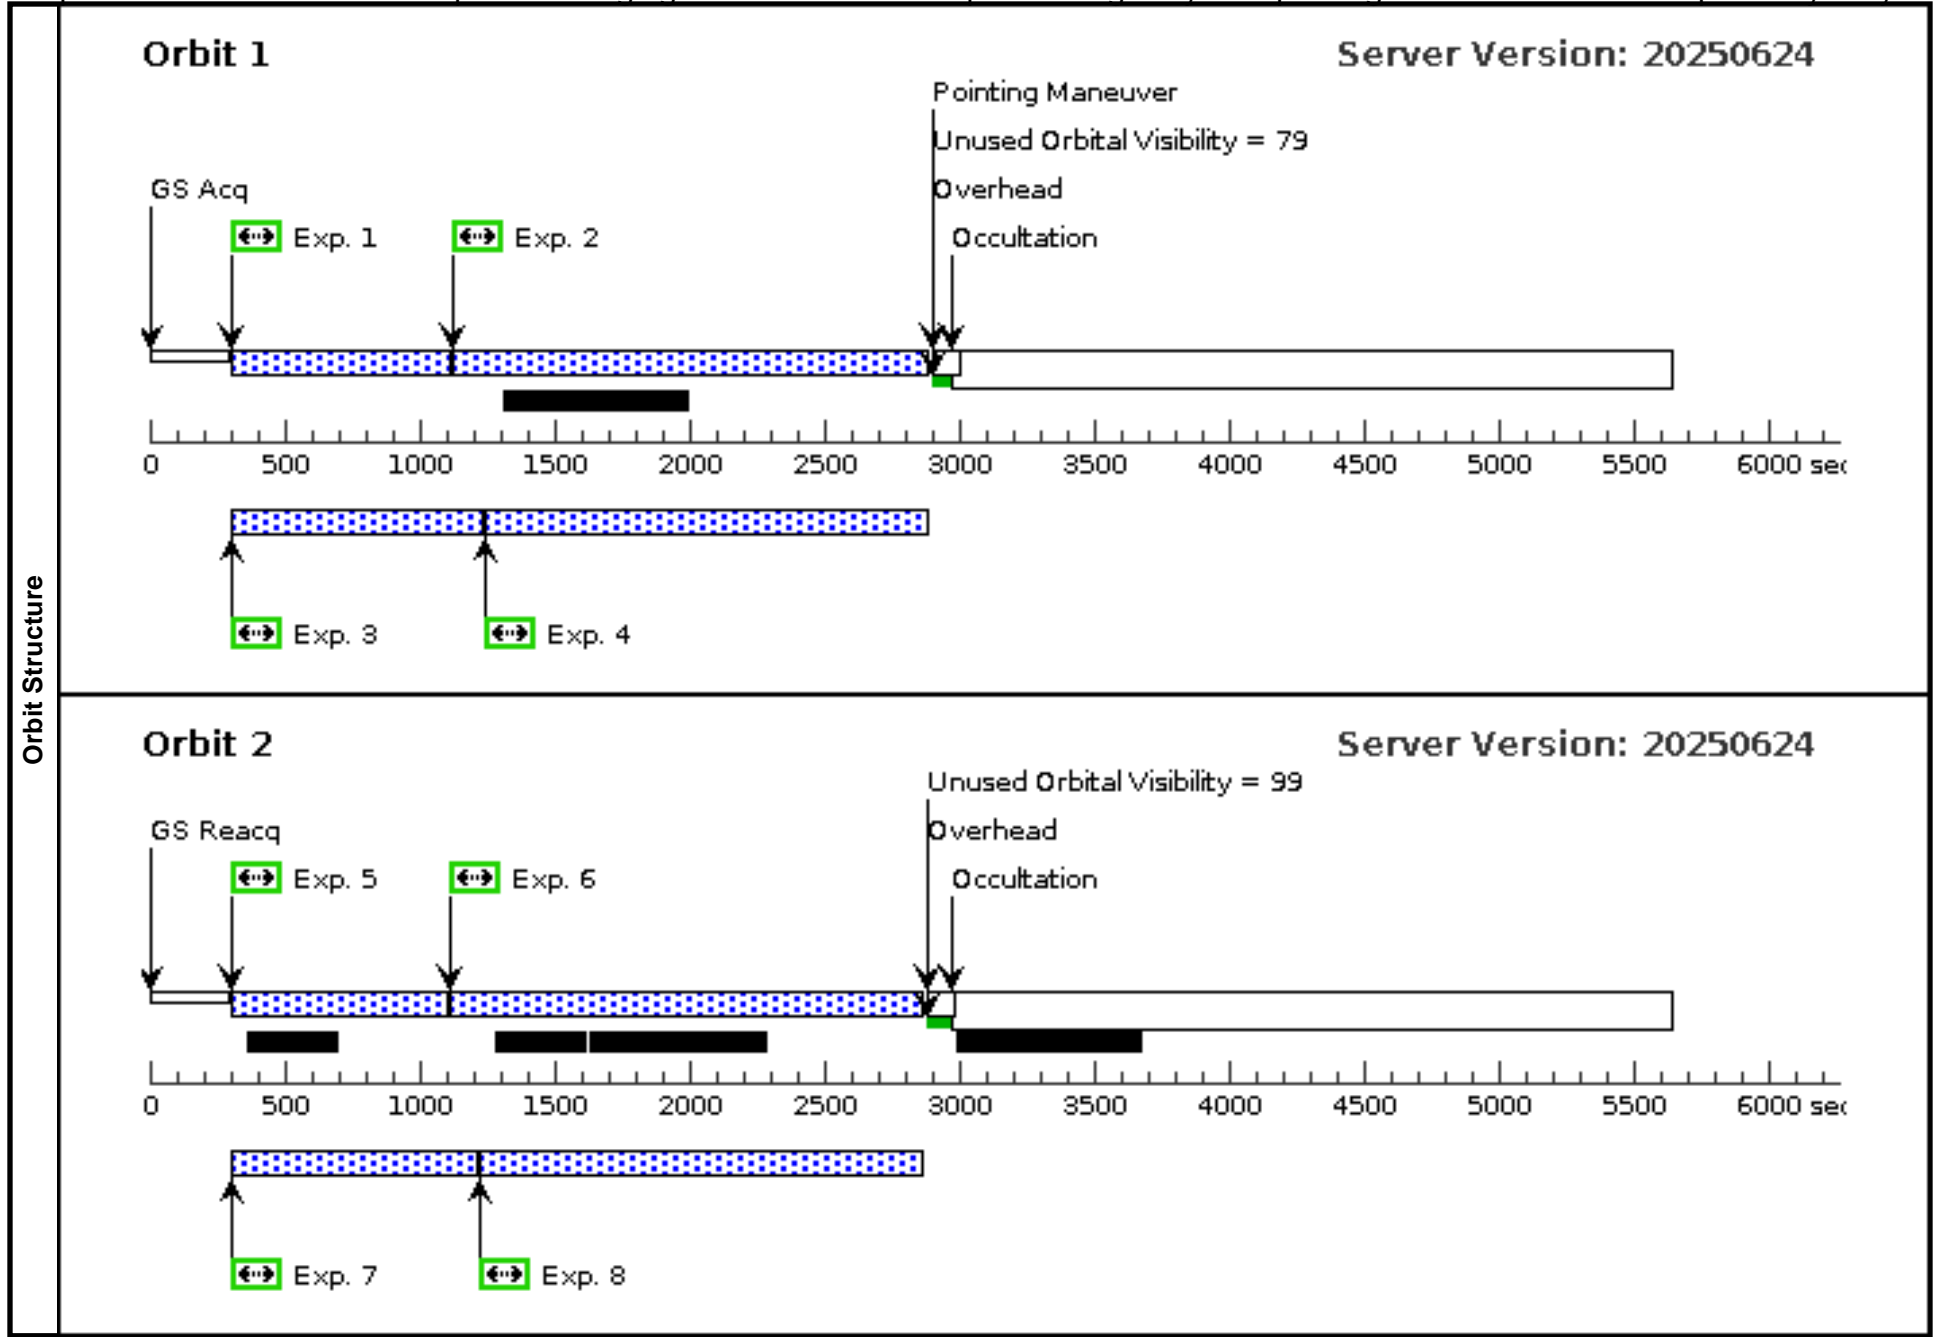 Orbit Structure
Orbit 1
Server Version: 20250624
Pointing Maneuver
Unused Orbital Visibility = 79
GS Acq
Overhead
Exp. 1
Exp. 2
Occultation
0 500 1000 1500 2000 2500 3000 3500 4000 4500 5000 5500 6000 sec
Exp. 3
Exp. 4
Orbit 2
Server Version: 20250624
Unused Orbital Visibility = 99
GS Reacq
Overhead
Exp. 5
Exp. 6
Occultation
0 500 1000 1500 2000 2500 3000 3500 4000 4500 5000 5500 6000 sec
Exp. 7
Exp. 8